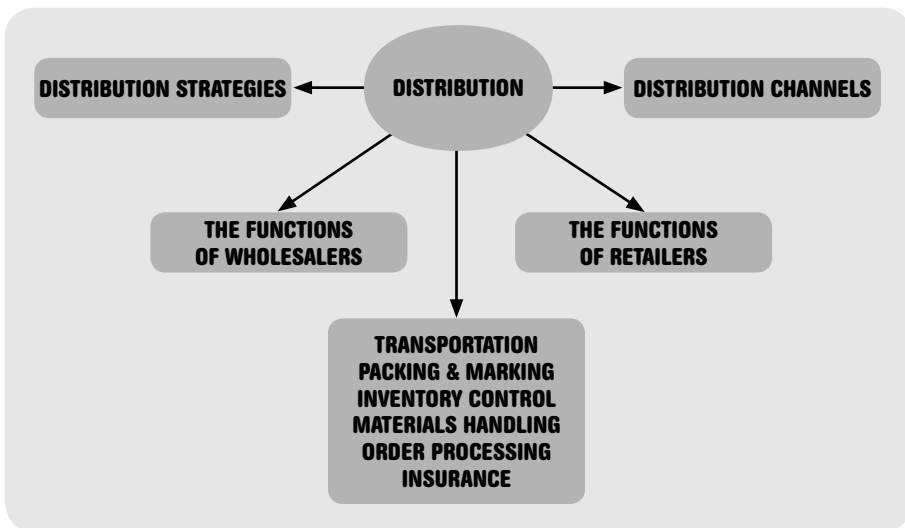 DISTRIBUTION STRATEGIES
DISTRIBUTION
DISTRIBUTION CHANNELS
THE FUNCTIONS
OF WHOLESALERS
THE FUNCTIONS
OF RETAILERS
TRANSPORTATION
PACKING & MARKING
INVENTORY CONTROL
MATERIALS HANDLING
ORDER PROCESSING
INSURANCE